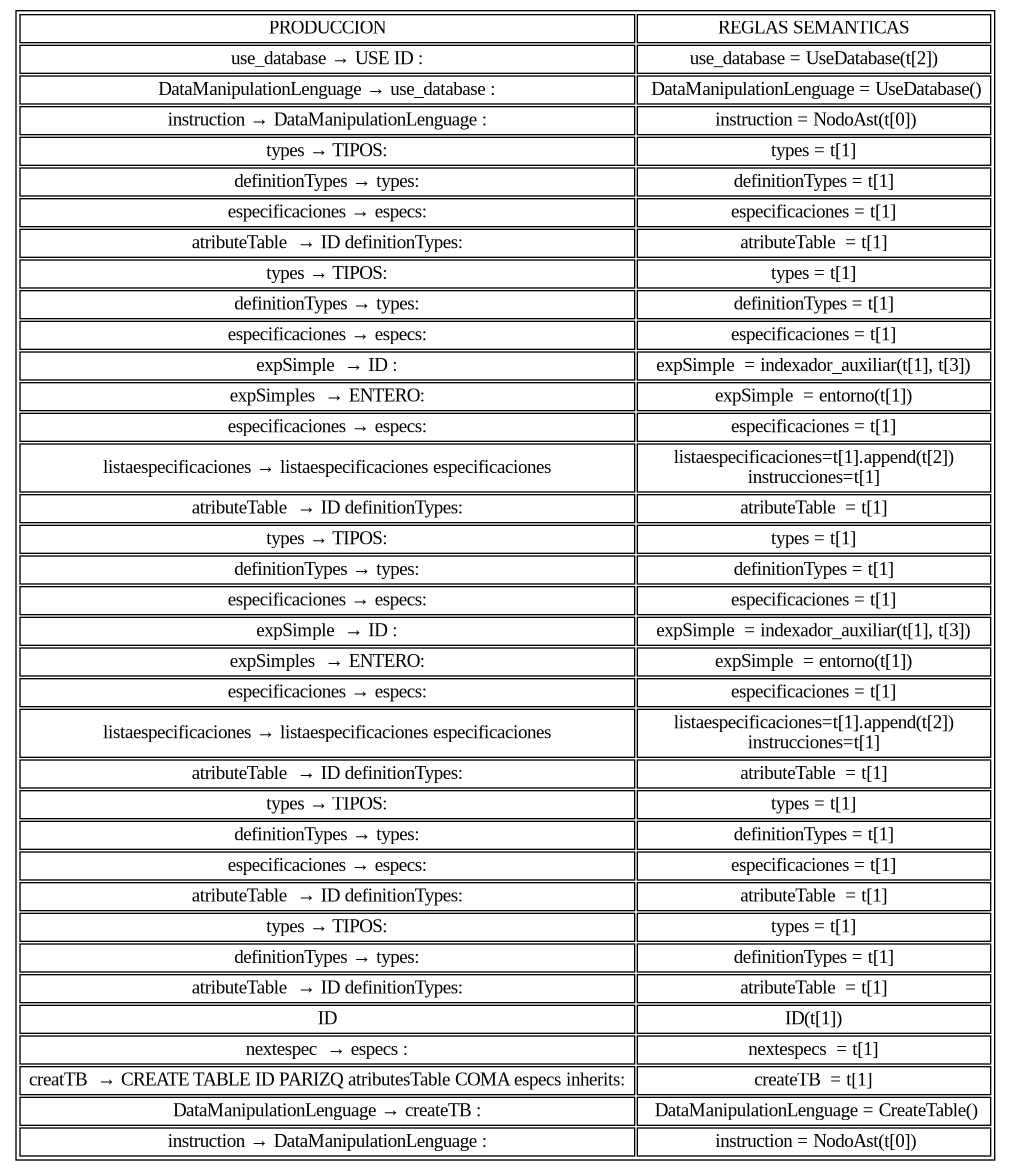 PRODUCCION REGLAS SEMANTICAS
use_database → USE ID : use_database = UseDatabase(t[2])
DataManipulationLenguage → use_database : DataManipulationLenguage = UseDatabase()
instruction → DataManipulationLenguage : instruction = NodoAst(t[0])
types → TIPOS: types = t[1]
definitionTypes → types: definitionTypes = t[1]
especificaciones → especs: especificaciones = t[1]
atributeTable → ID definitionTypes: atributeTable = t[1]
types → TIPOS: types = t[1]
definitionTypes → types: definitionTypes = t[1]
especificaciones → especs: especificaciones = t[1]
expSimple → ID : expSimple = indexador_auxiliar(t[1], t[3])
expSimples → ENTERO: expSimple = entorno(t[1])
especificaciones → especs: especificaciones = t[1]
listaespecificaciones → listaespecificaciones especificaciones listaespecificaciones=t[1].append(t[2])
instrucciones=t[1]
atributeTable → ID definitionTypes: atributeTable = t[1]
types → TIPOS: types = t[1]
definitionTypes → types: definitionTypes = t[1]
especificaciones → especs: especificaciones = t[1]
expSimple → ID : expSimple = indexador_auxiliar(t[1], t[3])
expSimples → ENTERO: expSimple = entorno(t[1])
especificaciones → especs: especificaciones = t[1]
listaespecificaciones → listaespecificaciones especificaciones listaespecificaciones=t[1].append(t[2])
instrucciones=t[1]
atributeTable → ID definitionTypes: atributeTable = t[1]
types → TIPOS: types = t[1]
definitionTypes → types: definitionTypes = t[1]
especificaciones → especs: especificaciones = t[1]
atributeTable → ID definitionTypes: atributeTable = t[1]
types → TIPOS: types = t[1]
definitionTypes → types: definitionTypes = t[1]
atributeTable → ID definitionTypes: atributeTable = t[1]
ID ID(t[1])
nextespec → especs : nextespecs = t[1]
creatTB → CREATE TABLE ID PARIZQ atributesTable COMA especs inherits: createTB = t[1]
DataManipulationLenguage → createTB : DataManipulationLenguage = CreateTable()
instruction → DataManipulationLenguage : instruction = NodoAst(t[0])